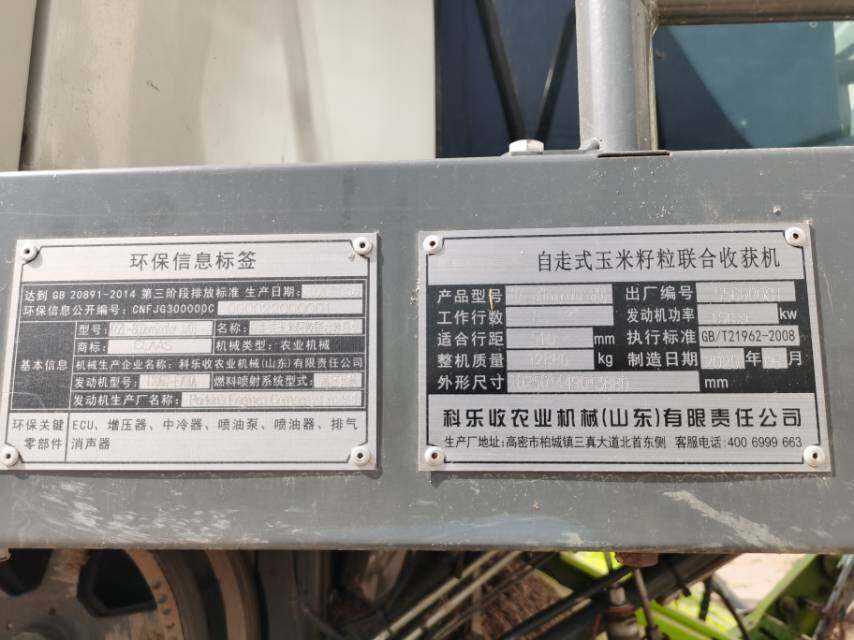 环保信息标签
达到 GB 20891-2014 第三阶段排放标准 生产日期:
环保信息公开编号: CNFJG300000C
基本信息
型号: 名称:
商标: CLAAS 机械类型: 农业机械
机械生产企业名称: 科乐收农业机械(山东)有限责任公司
发动机型号: 燃料喷射系统型式:
发动机生产厂名称:
环保关键零部件
ECU、增压器、中冷器、喷油泵、喷油器、排气
消声器
自走式玉米籽粒联合收获机
产品型号 出厂编号
工作行数 发动机功率 kw
适合行距 mm 执行标准 GB/T21962-2008
整机质量 kg 制造日期 2020 年 月
外形尺寸 mm
科乐收农业机械(山东)有限责任公司
生产厂地址: 高密市柏城镇三真大道北首东侧 客服电话: 400 6999 663